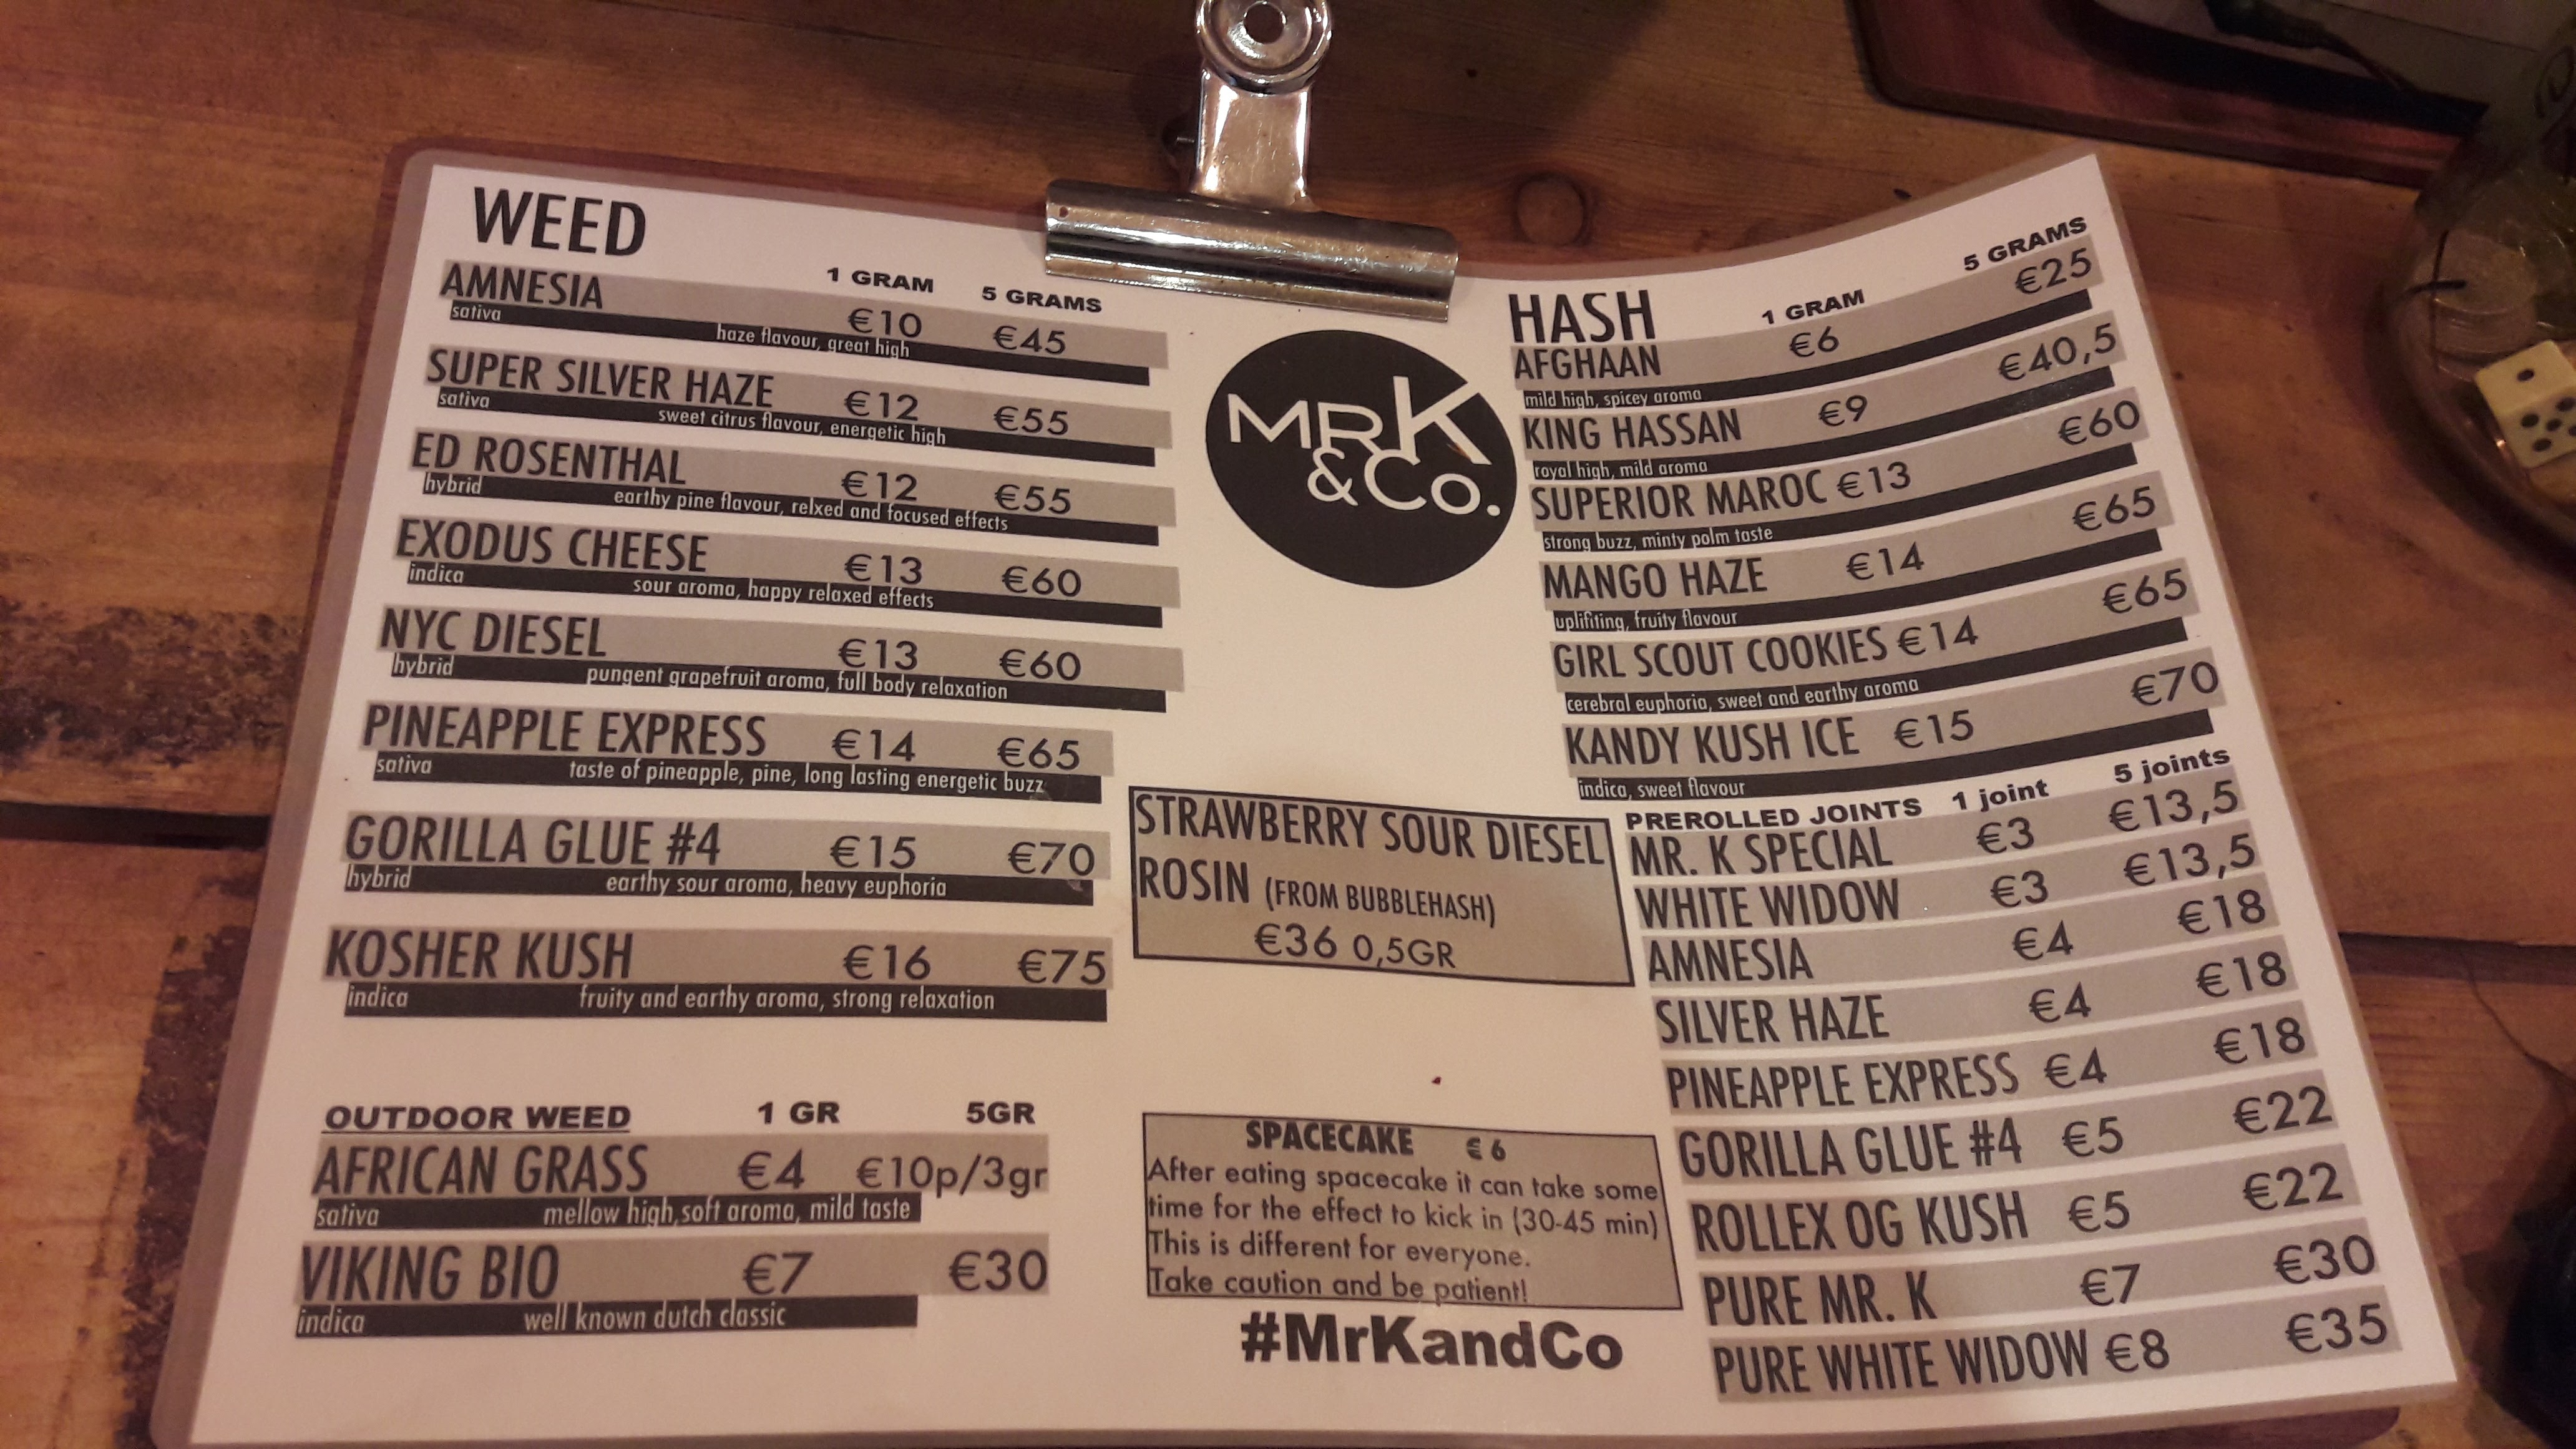 WEED
1 GRAM 5 GRAMS
AMNESIA €10 €45
sativa haze flavour, great high
SUPER SILVER HAZE €12 €55
sativa sweet citrus flavour, energetic high
ED ROSENTHAL €12 €55
hybrid earthy pine flavour, relxed and focused effects
EXODUS CHEESE €13 €60
indica sour aroma, happy relaxed effects
NYC DIESEL €13 €60
hybrid pungent grapefruit aroma, full body relaxation
PINEAPPLE EXPRESS €14 €65
sativa taste of pineapple, pine, long lasting energetic buzz
GORILLA GLUE #4 €15 €70
hybrid earthy sour aroma, heavy euphoria
KOSHER KUSH €16 €75
indica fruity and earthy aroma, strong relaxation
OUTDOOR WEED 1 GR 5GR
AFRICAN GRASS €4 €10p/3gr
sativa mellow high,soft aroma, mild taste
VIKING BIO €7 €30
indica well known dutch classic
MR K
& Co.
STRAWBERRY SOUR DIESEL
ROSIN (FROM BUBBLEHASH)
€36 0,5GR
SPACECAKE € 6
After eating spacecake it can take some
time for the effect to kick in (30-45 min)
This is different for everyone.
Take caution and be patient!
#MrKandCo
HASH 1 GRAM 5 GRAMS
AFGHAAN €6 €25
mild high, spicey aroma
KING HASSAN €9 €40,5
royal high, mild aroma
SUPERIOR MAROC €13 €60
strong buzz, minty polm taste
MANGO HAZE €14 €65
uplifiting, fruity flavour
GIRL SCOUT COOKIES €14 €65
cerebral euphoria, sweet and earthy aroma
KANDY KUSH ICE €15 €70
indica, sweet flavour
PREROLLED JOINTS 1 joint 5 joints
MR. K SPECIAL €3 €13,5
WHITE WIDOW €3 €13,5
AMNESIA €4 €18
SILVER HAZE €4 €18
PINEAPPLE EXPRESS €4 €18
GORILLA GLUE #4 €5 €22
ROLLEX OG KUSH €5 €22
PURE MR. K €7 €30
PURE WHITE WIDOW €8 €35